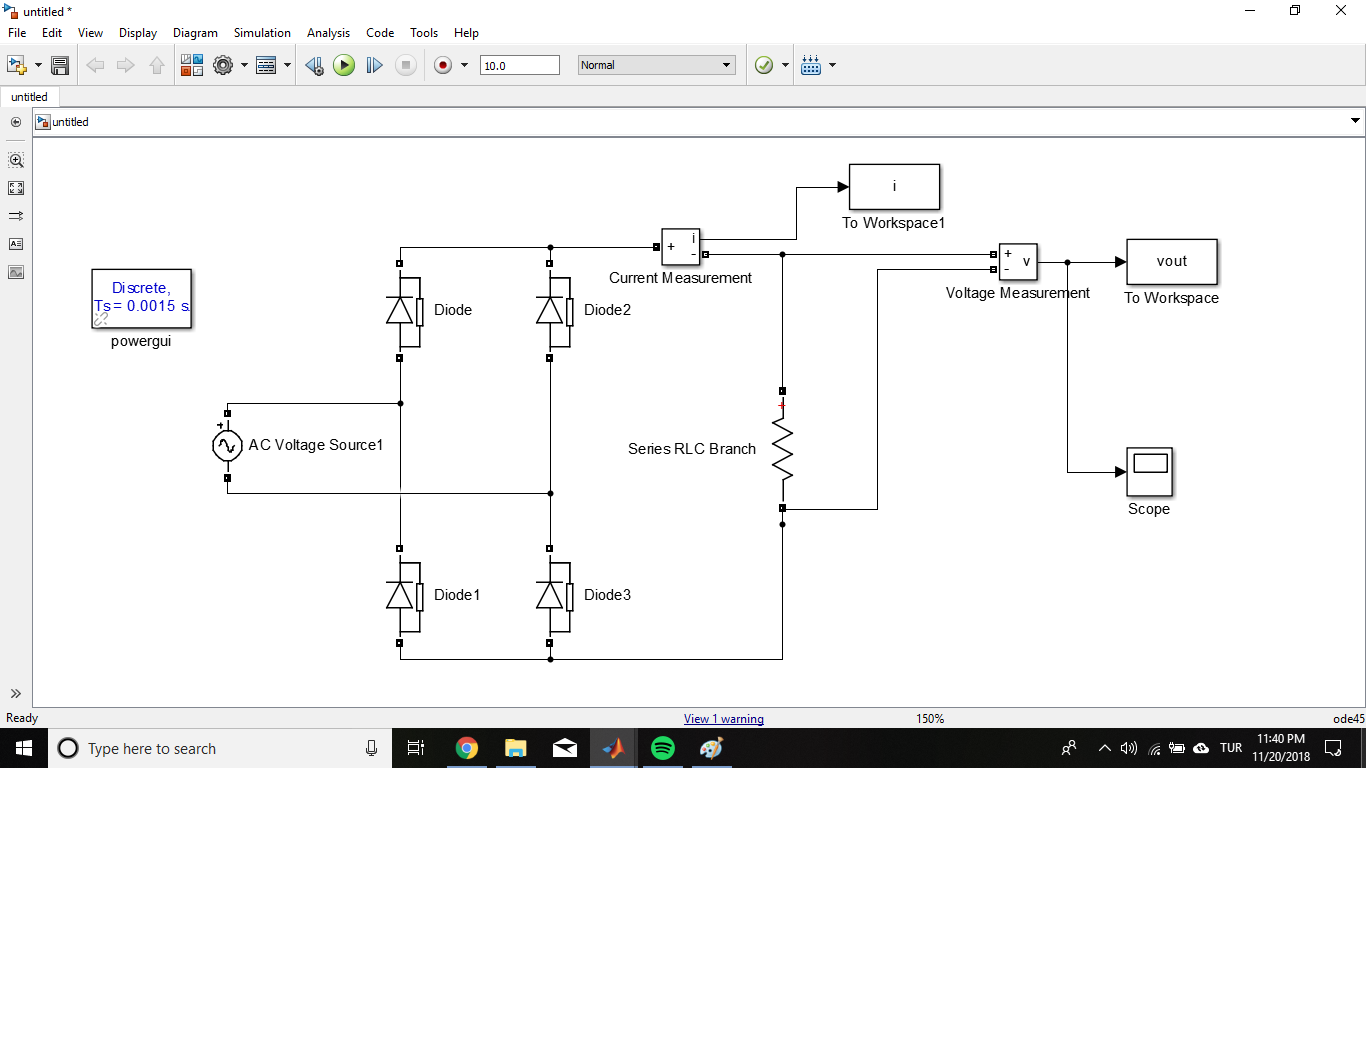 untitled *
File Edit View Display Diagram Simulation Analysis Code Tools Help
10.0 Normal
untitled
untitled
i
To Workspace1
i
+
-
Current Measurement
+
-
v
Voltage Measurement
vout
To Workspace
Discrete,
Ts = 0.0015 s.
powergui
Diode
Diode2
+
AC Voltage Source1
+
Series RLC Branch
Scope
Diode1
Diode3
Ready View 1 warning 150% ode45
Type here to search
TUR
11:40 PM
11/20/2018